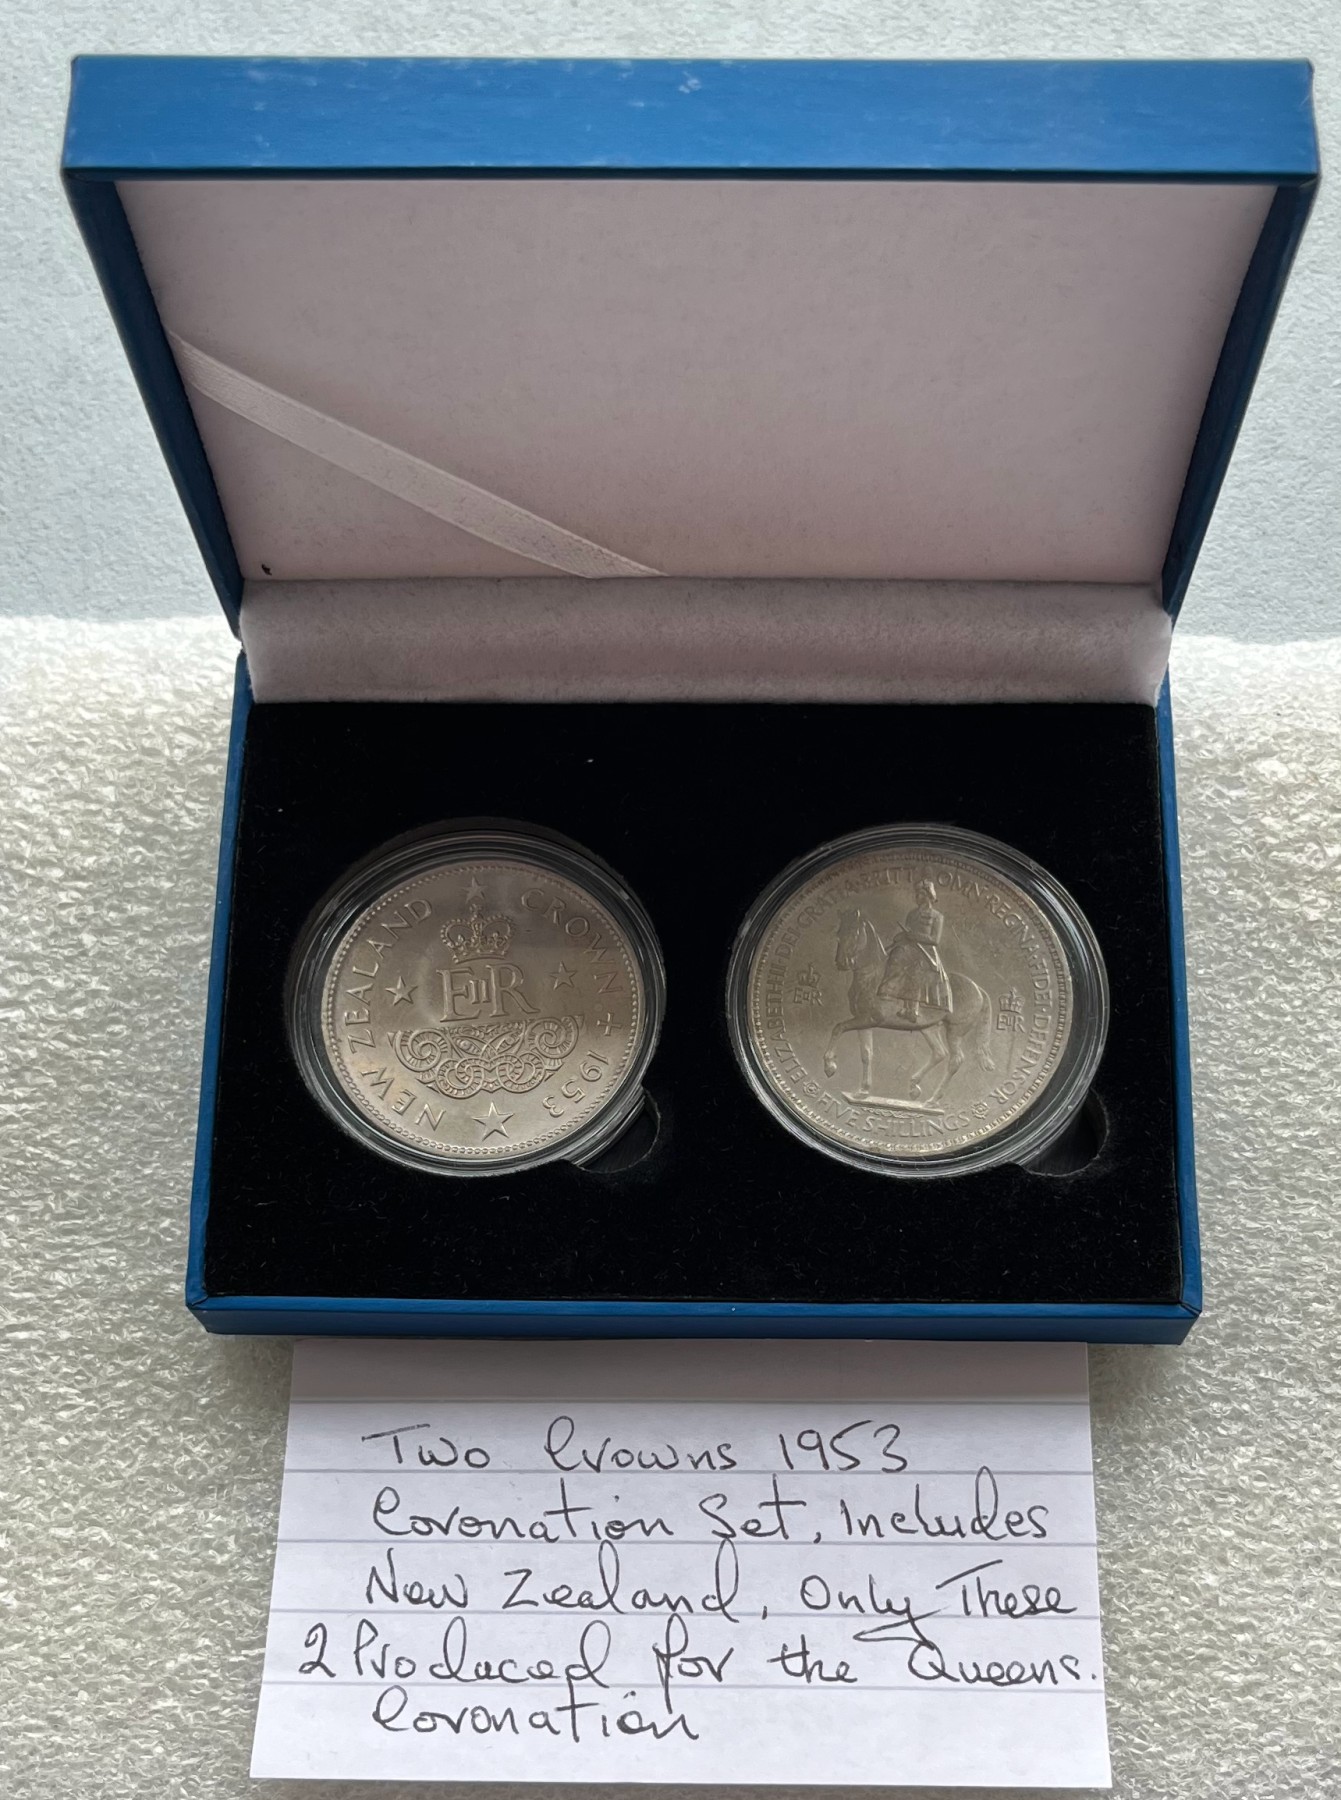 NEW ZEALAND CROWN + 1953
EIIR
ELIZABETH II DEI GRATIA BRITT OMN REGINA FIDEI DEFENSOR
FIVE SHILLINGS
Two Crowns 1953
Coronation Set, Includes
New Zealand, Only These
2 Produced for the Queens.
Coronation